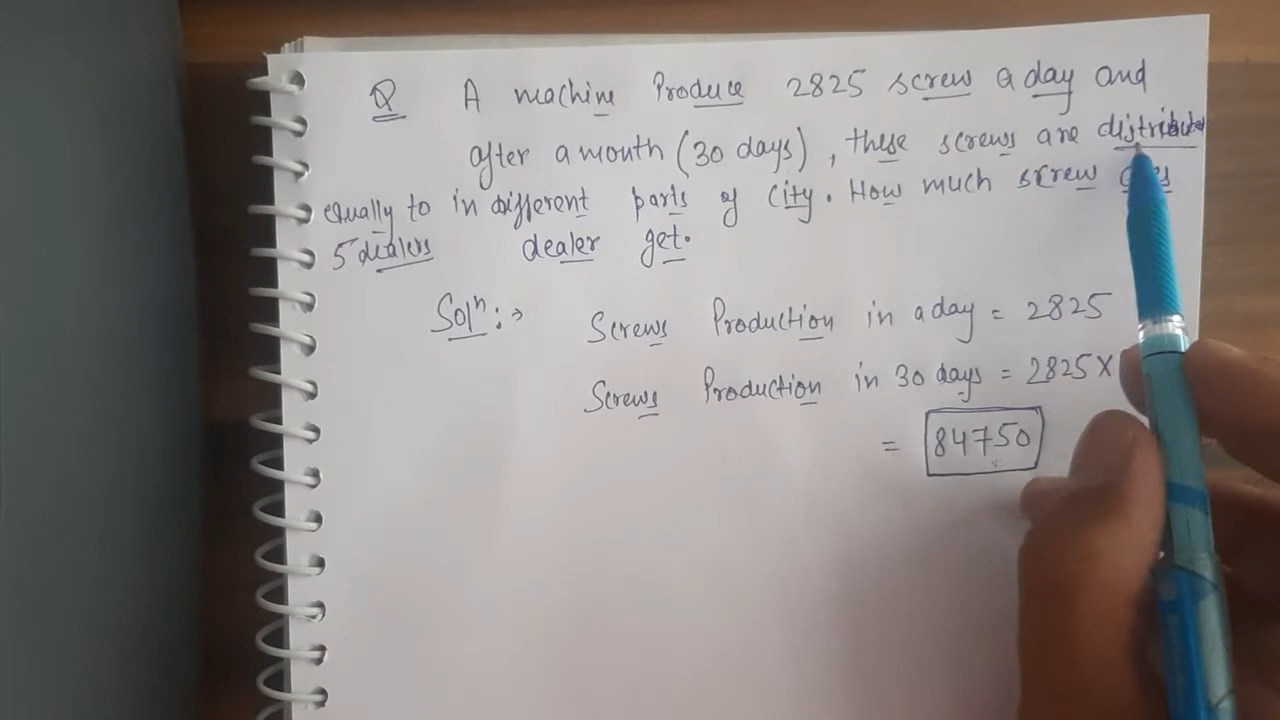 Q A machine Produce 2825 screw a day and
after a month (30 days), these screws are distributed
equally to in different parts of City. How much screw does
5 dealers dealer get.
Solⁿ:→ Screws Production in a day = 2825
Screws Production in 30 days = 2825 ×
= 84750